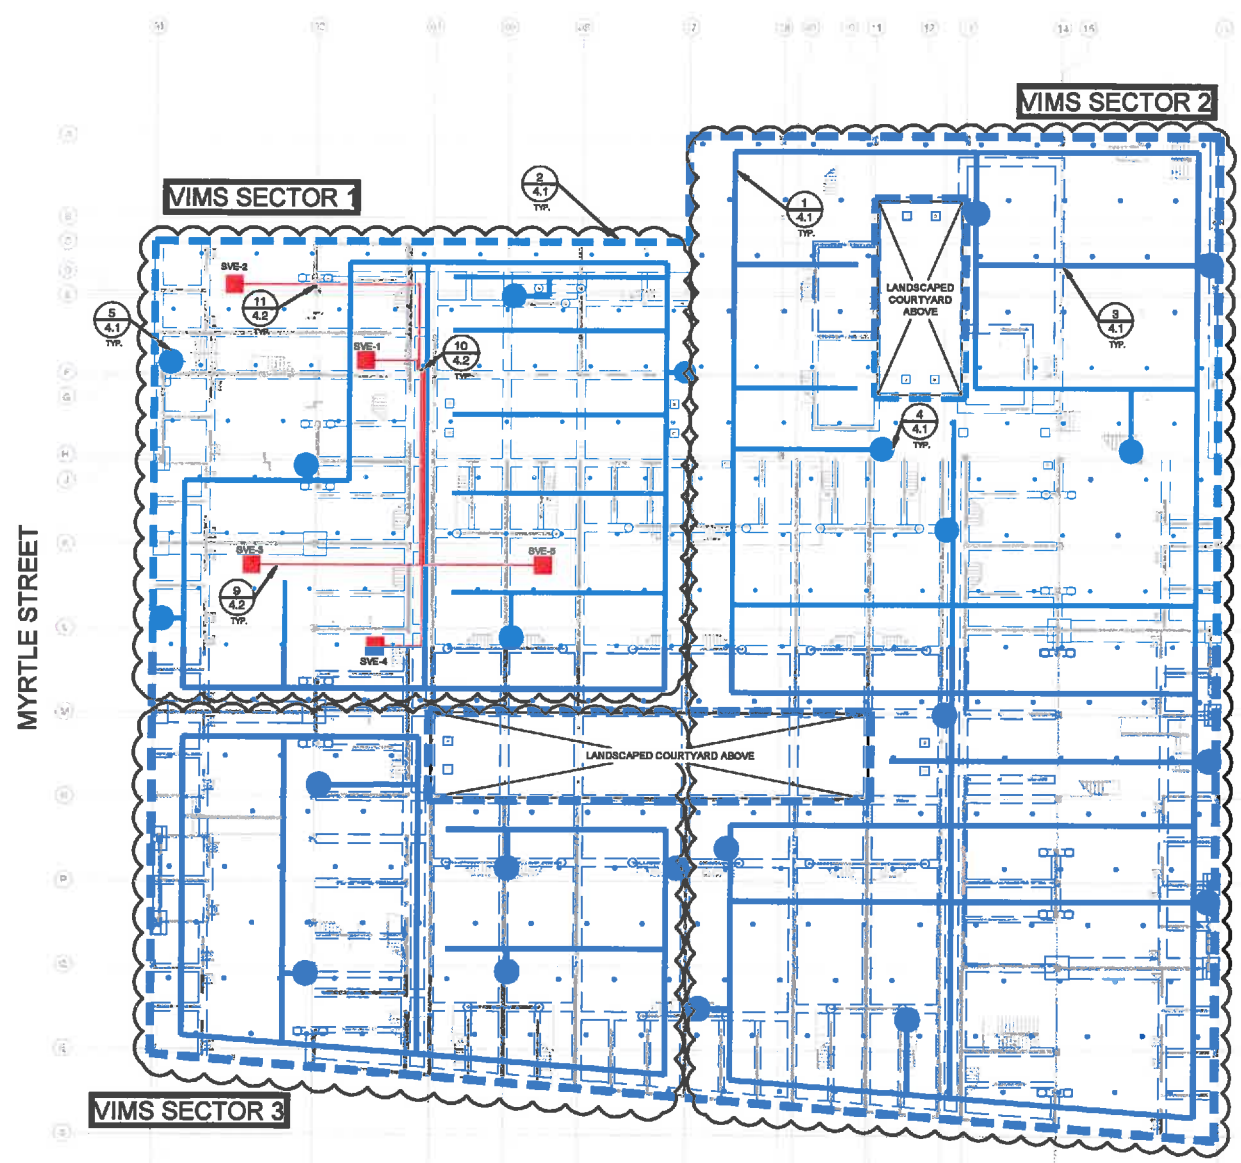 VIMS SECTOR 2
VIMS SECTOR 1
2
4.1
TYP.
1
4.1
TYP.
SVE-2
11
4.2
TYP.
LANDSCAPED
COURTYARD
ABOVE
5
4.1
TYP.
3
4.1
TYP.
SVE-1
10
4.2
TYP.
4
4.1
TYP.
MYRTLE STREET
SVE-3
SVE-5
9
4.2
TYP.
SVE-4
LANDSCAPED COURTYARD ABOVE
VIMS SECTOR 3